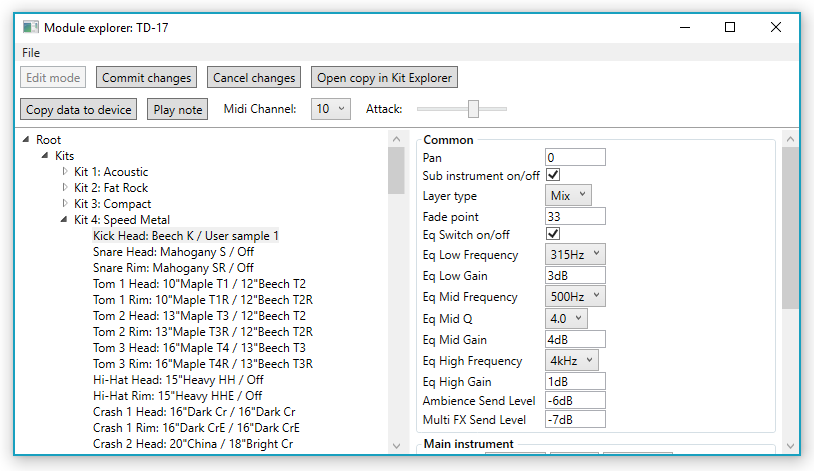 Module explorer: TD-17
File
Edit mode Commit changes Cancel changes Open copy in Kit Explorer
Copy data to device Play note Midi Channel: 10 Attack:
Root
Kits
Kit 1: Acoustic
Kit 2: Fat Rock
Kit 3: Compact
Kit 4: Speed Metal
Kick Head: Beech K / User sample 1
Snare Head: Mahogany S / Off
Snare Rim: Mahogany SR / Off
Tom 1 Head: 10"Maple T1 / 12"Beech T2
Tom 1 Rim: 10"Maple T1R / 12"Beech T2R
Tom 2 Head: 13"Maple T3 / 12"Beech T2
Tom 2 Rim: 13"Maple T3R / 12"Beech T2R
Tom 3 Head: 16"Maple T4 / 13"Beech T3
Tom 3 Rim: 16"Maple T4R / 13"Beech T3R
Hi-Hat Head: 15"Heavy HH / Off
Hi-Hat Rim: 15"Heavy HHE / Off
Crash 1 Head: 16"Dark Cr / 16"Dark Cr
Crash 1 Rim: 16"Dark CrE / 16"Dark CrE
Crash 2 Head: 20"China / 18"Bright Cr
Common
Pan 0
Sub instrument on/off
Layer type Mix
Fade point 33
Eq Switch on/off
Eq Low Frequency 315Hz
Eq Low Gain 3dB
Eq Mid Frequency 500Hz
Eq Mid Q 4.0
Eq Mid Gain 4dB
Eq High Frequency 4kHz
Eq High Gain 1dB
Ambience Send Level -6dB
Multi FX Send Level -7dB
Main instrument